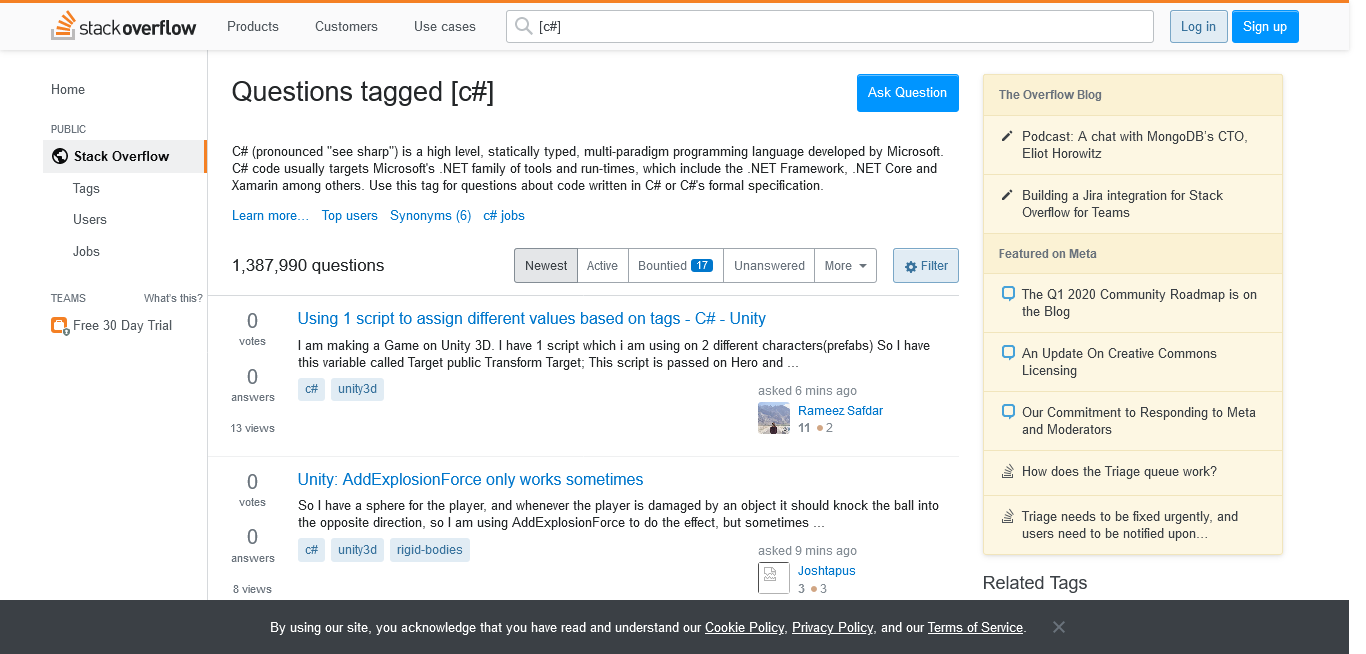 stackoverflow
Products
Customers
Use cases
[c#]
Log in
Sign up
Home
PUBLIC
Stack Overflow
Tags
Users
Jobs
TEAMS
What's this?
Free 30 Day Trial
Questions tagged [c#]
Ask Question
C# (pronounced "see sharp") is a high level, statically typed, multi-paradigm programming language developed by Microsoft.
C# code usually targets Microsoft's .NET family of tools and run-times, which include the .NET Framework, .NET Core and
Xamarin among others. Use this tag for questions about code written in C# or C#'s formal specification.
Learn more…
Top users
Synonyms (6)
c# jobs
1,387,990 questions
Newest
Active
Bountied 17
Unanswered
More
Filter
0
votes
0
answers
13 views
Using 1 script to assign different values based on tags - C# - Unity
I am making a Game on Unity 3D. I have 1 script which i am using on 2 different characters(prefabs) So I have
this variable called Target public Transform Target; This script is passed on Hero and ...
c#
unity3d
asked 6 mins ago
Rameez Safdar
11 ●2
0
votes
0
answers
8 views
Unity: AddExplosionForce only works sometimes
So I have a sphere for the player, and whenever the player is damaged by an object it should knock the ball into
the opposite direction, so I am using AddExplosionForce to do the effect, but sometimes ...
c#
unity3d
rigid-bodies
asked 9 mins ago
Joshtapus
3 ●3
The Overflow Blog
Podcast: A chat with MongoDB's CTO,
Eliot Horowitz
Building a Jira integration for Stack
Overflow for Teams
Featured on Meta
The Q1 2020 Community Roadmap is on
the Blog
An Update On Creative Commons
Licensing
Our Commitment to Responding to Meta
and Moderators
How does the Triage queue work?
Triage needs to be fixed urgently, and
users need to be notified upon…
Related Tags
By using our site, you acknowledge that you have read and understand our Cookie Policy, Privacy Policy, and our Terms of Service.